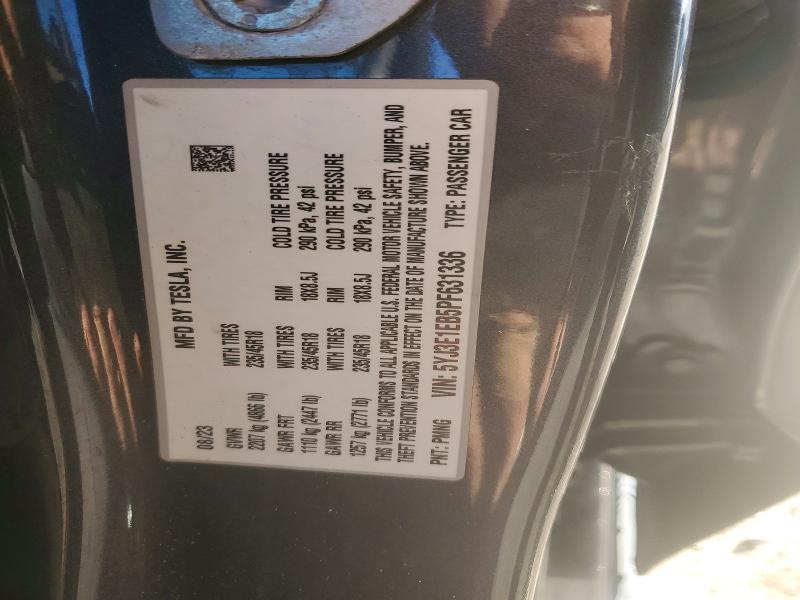 MFD BY TESLA, INC.
08/23
GVWR WITH TIRES RIM COLD TIRE PRESSURE
2207 kg (4866 lb) 235/45R18 18X8.5J 290 kPa, 42 psi
GAWR FRT WITH TIRES RIM COLD TIRE PRESSURE
1110 kg (2447 lb) 235/45R18 18X8.5J 290 kPa, 42 psi
GAWR RR
1257 kg (2771 lb) 235/45R18
THIS VEHICLE CONFORMS TO ALL APPLICABLE U.S. FEDERAL MOTOR VEHICLE SAFETY, BUMPER, AND
THEFT PREVENTION STANDARDS IN EFFECT ON THE DATE OF MANUFACTURE SHOWN ABOVE.
PNT: PMNG VIN: 5YJ3E1EB5PF631336 TYPE: PASSENGER CAR